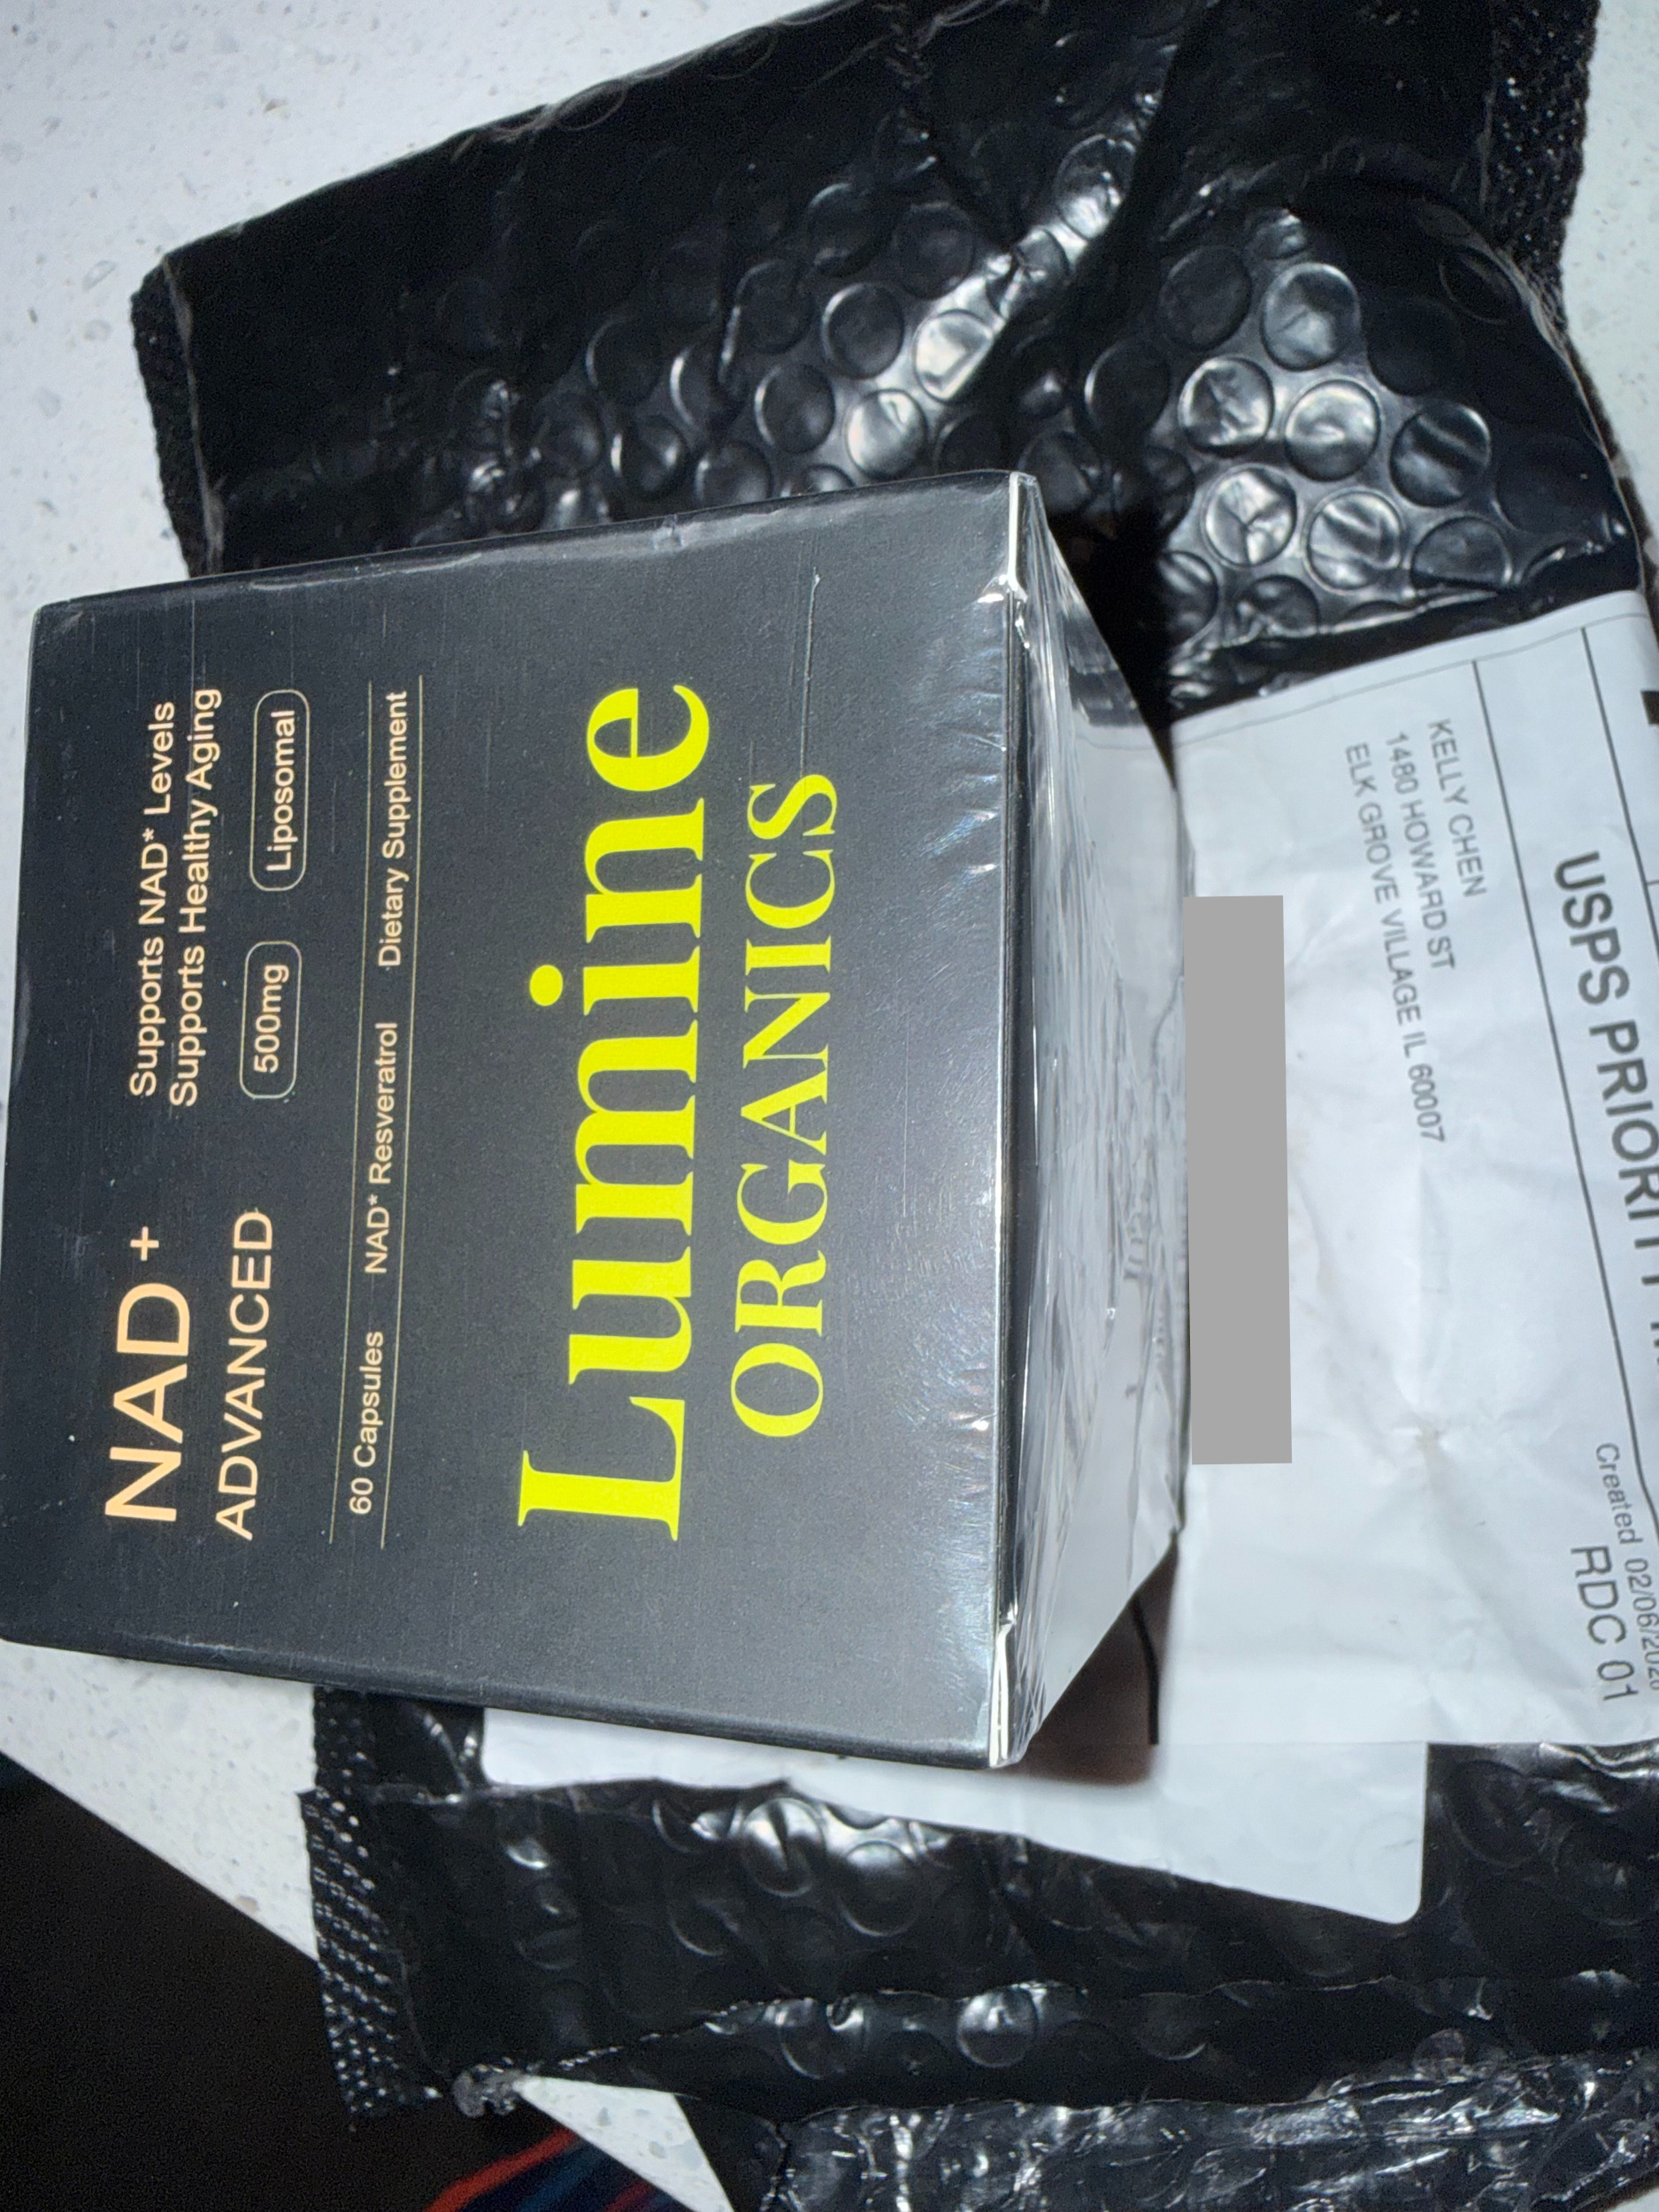 NAD+
ADVANCED
Supports NAD* Levels
Supports Healthy Aging
500mg
Liposomal
60 Capsules NAD* Resveratrol Dietary Supplement
Lumine
ORGANICS
USPS PRIORITY
KELLY CHEN
1480 HOWARD ST
ELK GROVE VILLAGE IL 60007
Created
RDC 01